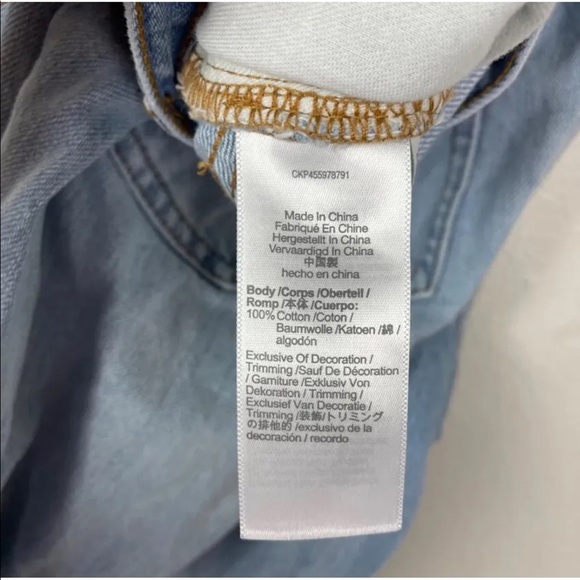 CKP455978791
Made In China
Fabriqué En Chine
Hergestellt In China
Vervaardigd In China
中国製
hecho en china
Body /Corps /Oberteil /
Romp /本体 /Cuerpo:
100% Cotton /Coton /
Baumwolle /Katoen /綿 /
algodón
Exclusive Of Decoration /
Trimming /Sauf De Décoration
/ Garniture /Exklusiv Von
Dekoration / Trimming /
Exclusief Van Decoratie /
Trimming /装飾/トリミング
の排他的 /exclusivo de la
decoración / recordo